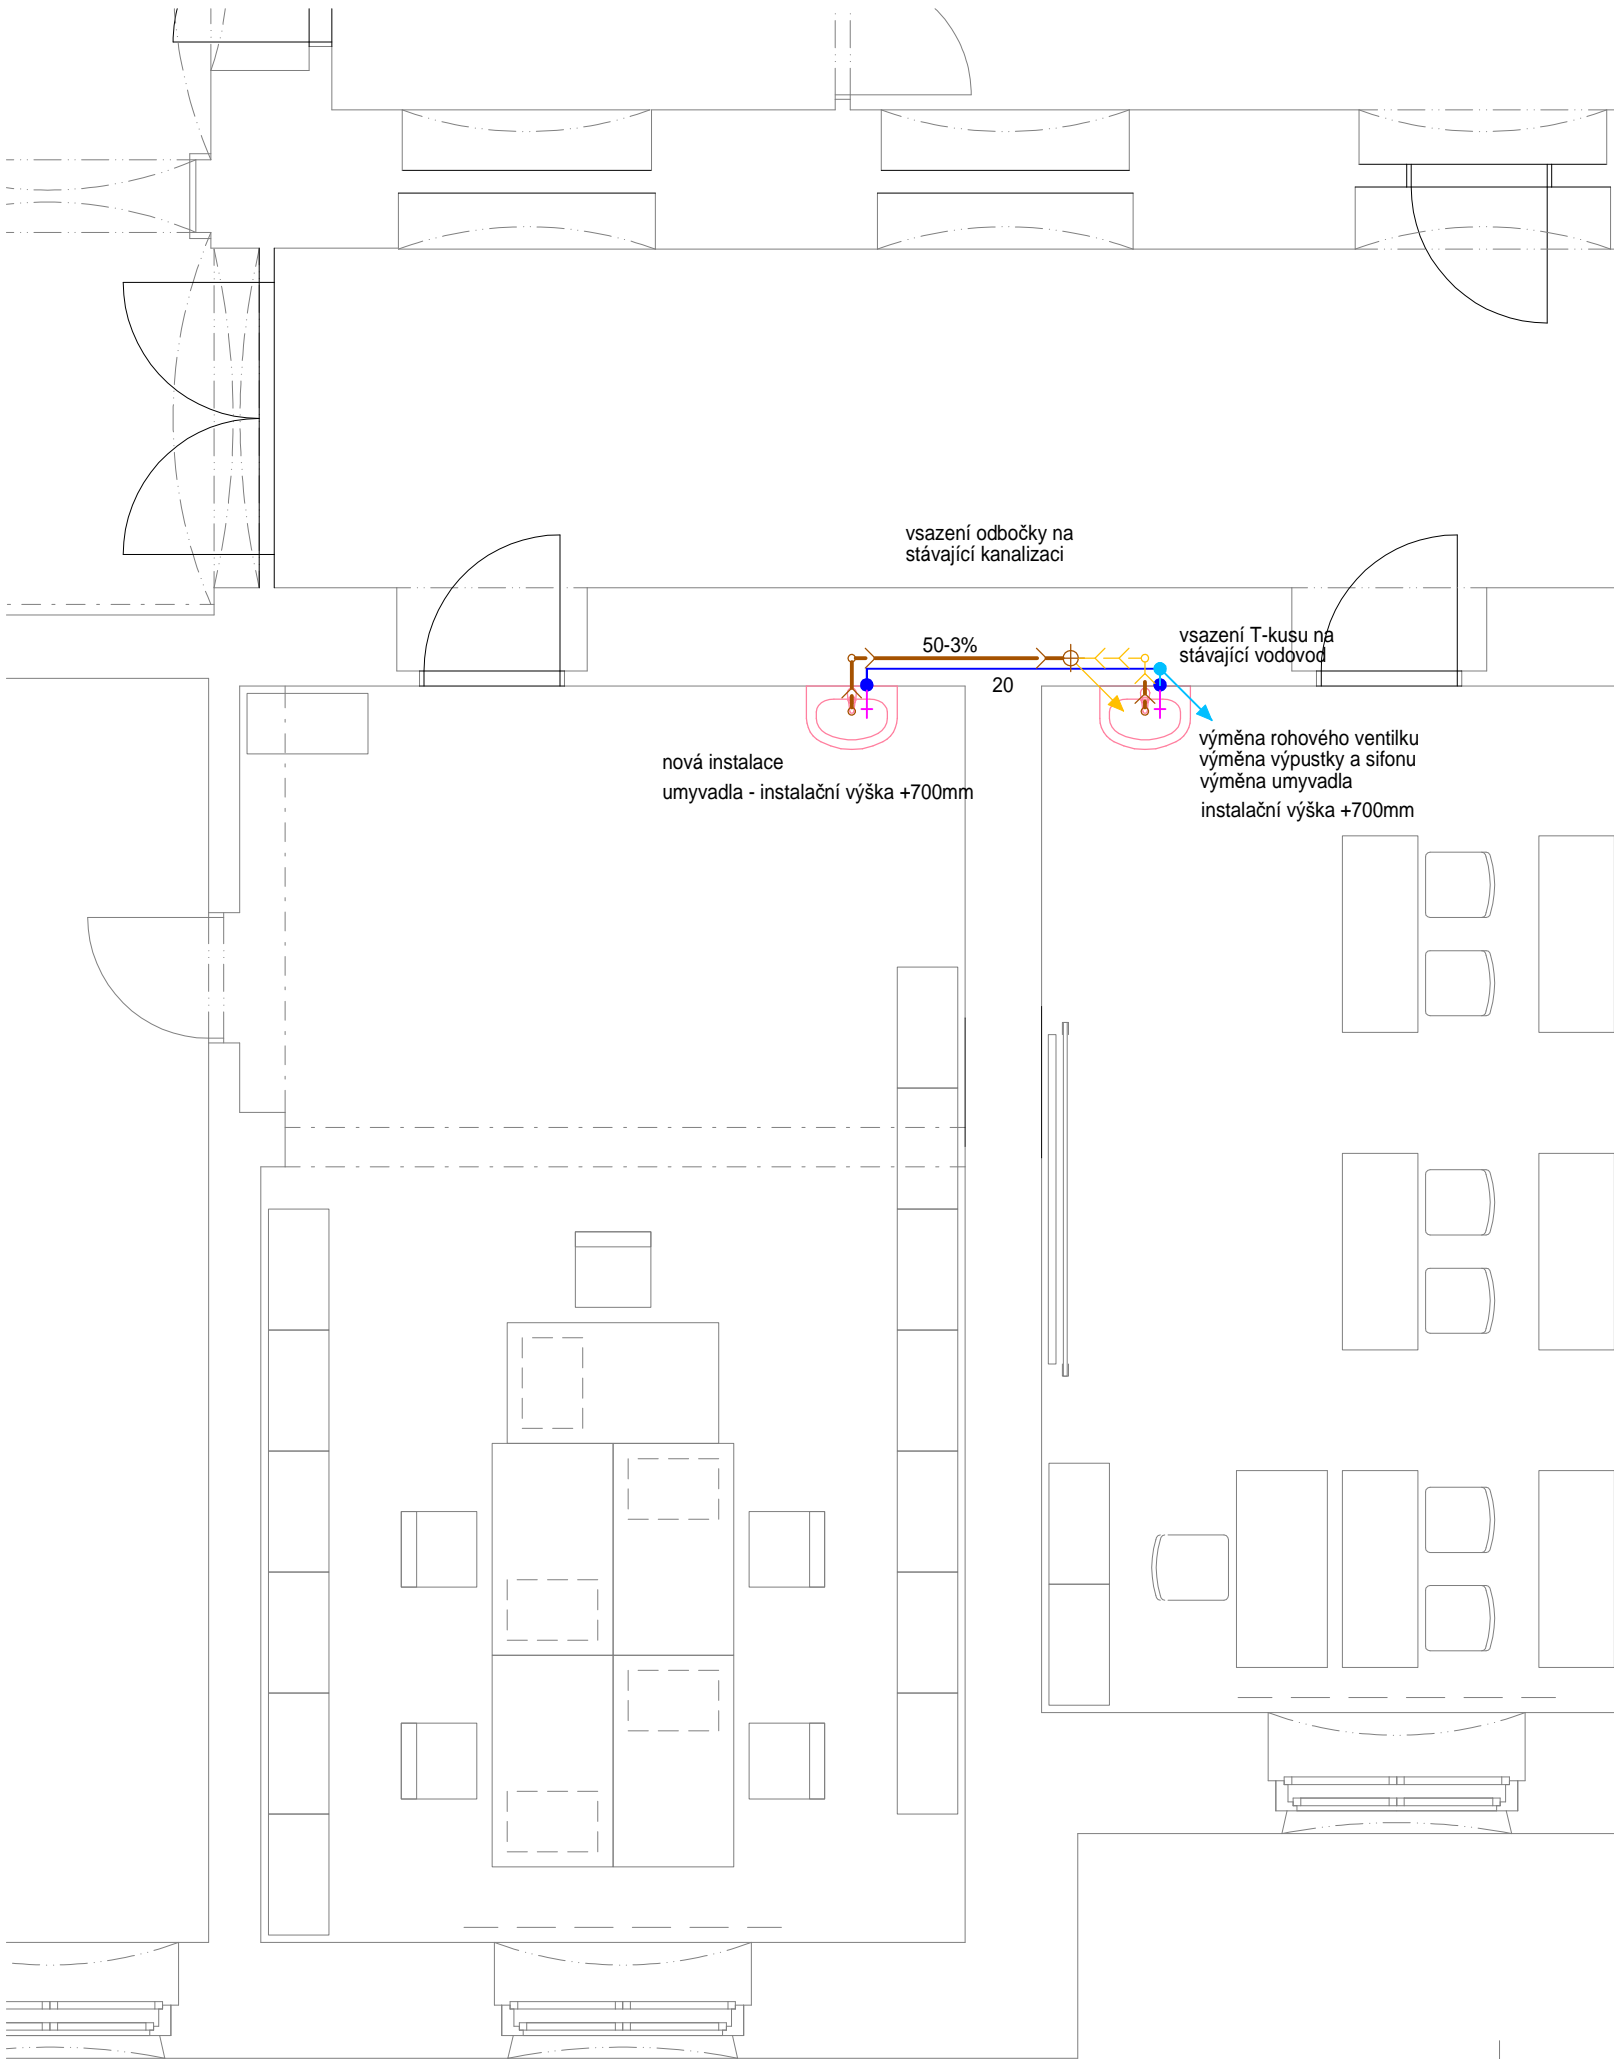 vsazení odbočky na
stávající kanalizaci
50-3%
vsazení T-kusu na
stávající vodovod
20
nová instalace
umyvadla - instalační výška +700mm
výměna rohového ventilku
výměna výpustky a sifonu
výměna umyvadla
instalační výška +700mm